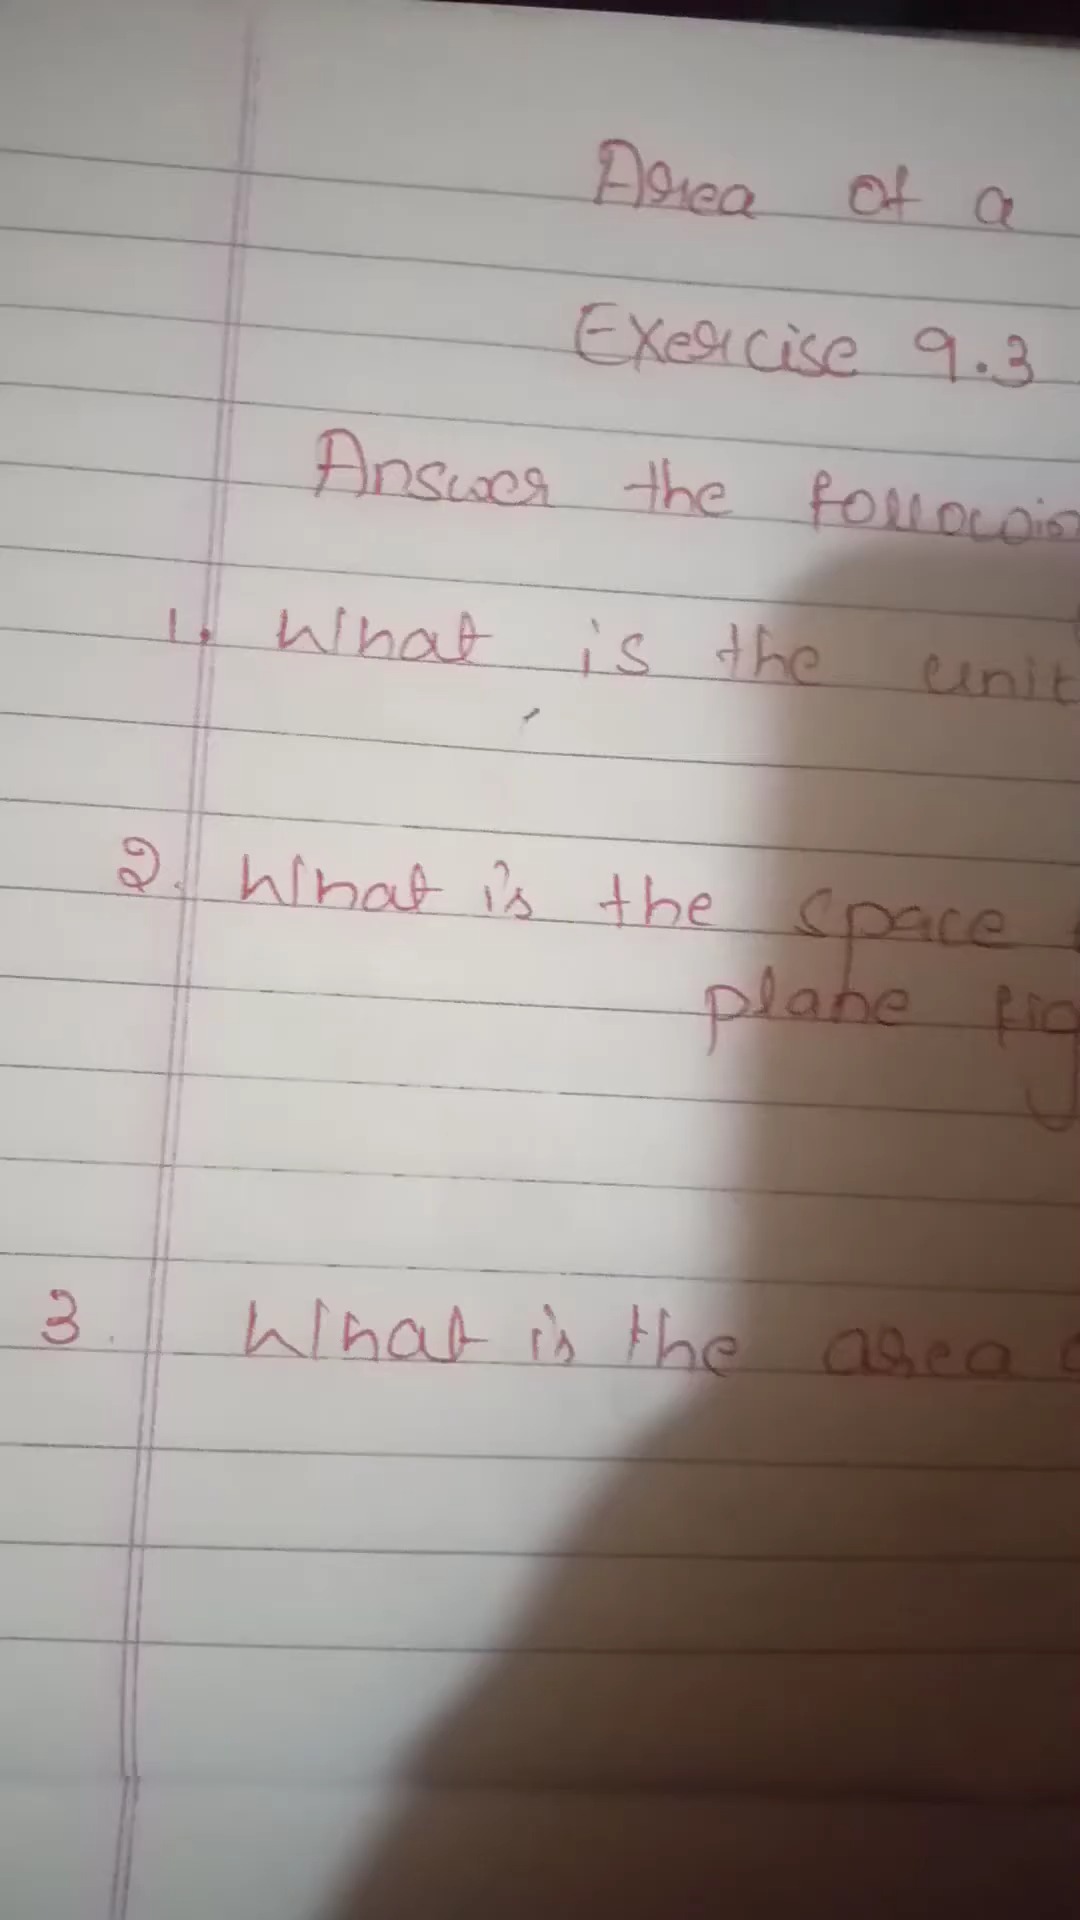 Area of a
Exercise 9.3
Answer the
1. What is the unit
2. What is the space
plane
3. What is the area